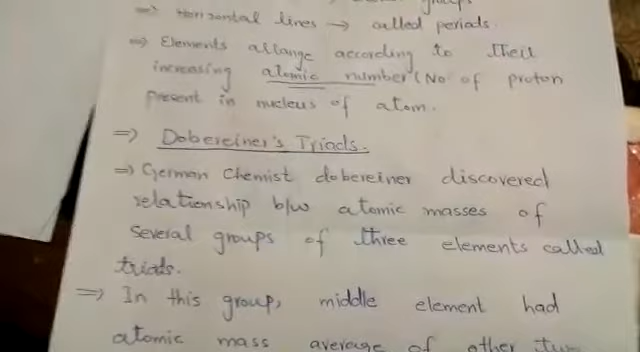 groups
⇒ Horizontal lines → called periods.
⇒ Elements allange according to their
increasing atomic number (No of proton
present in nucleus of atom.
⇒ Dobereiner's Triads.
⇒ German Chemist dobereiner discovered
relationship b/w atomic masses of
several groups of three elements called
triads.
⇒ In this group, middle element had
atomic mass average of other two